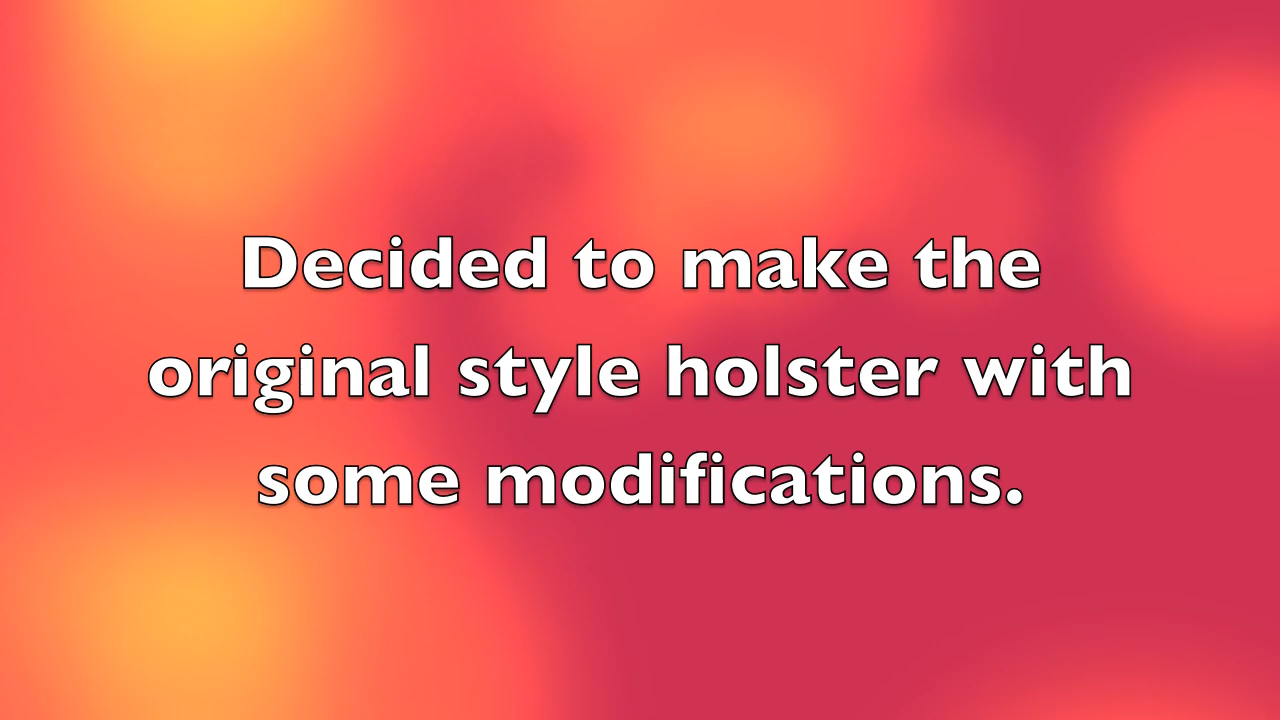 Decided to make the
original style holster with
some modifications.